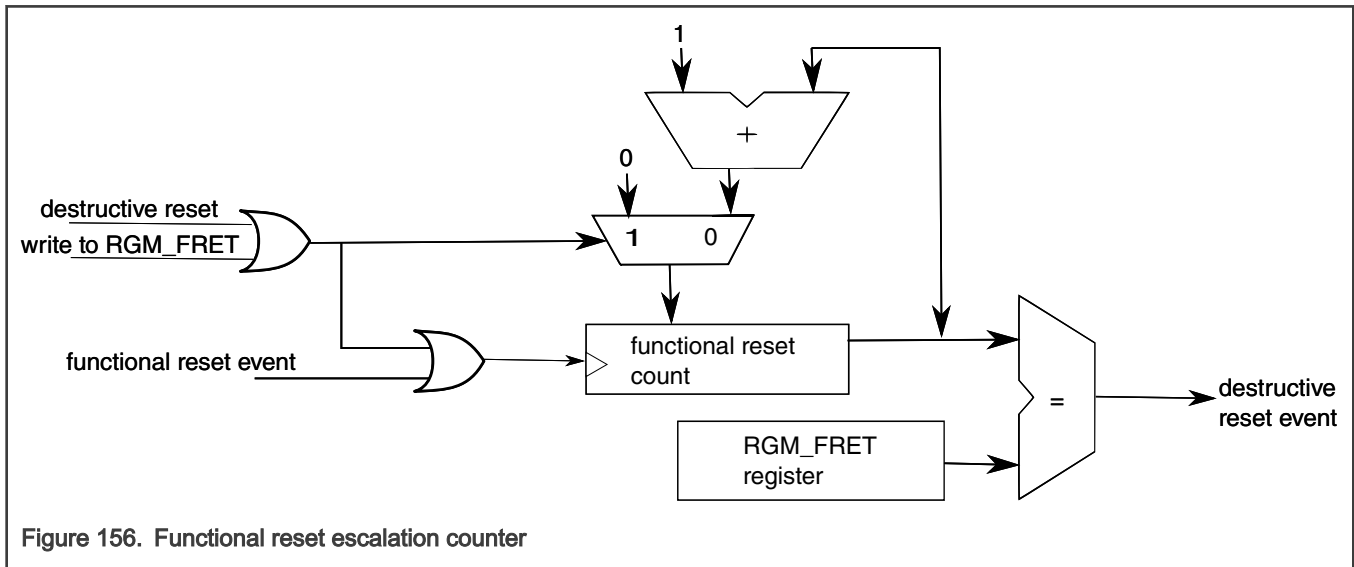 1
+
0
destructive reset
write to RGM_FRET
1 0
functional reset event
functional reset
count
RGM_FRET
register
=
destructive
reset event
Figure 156. Functional reset escalation counter